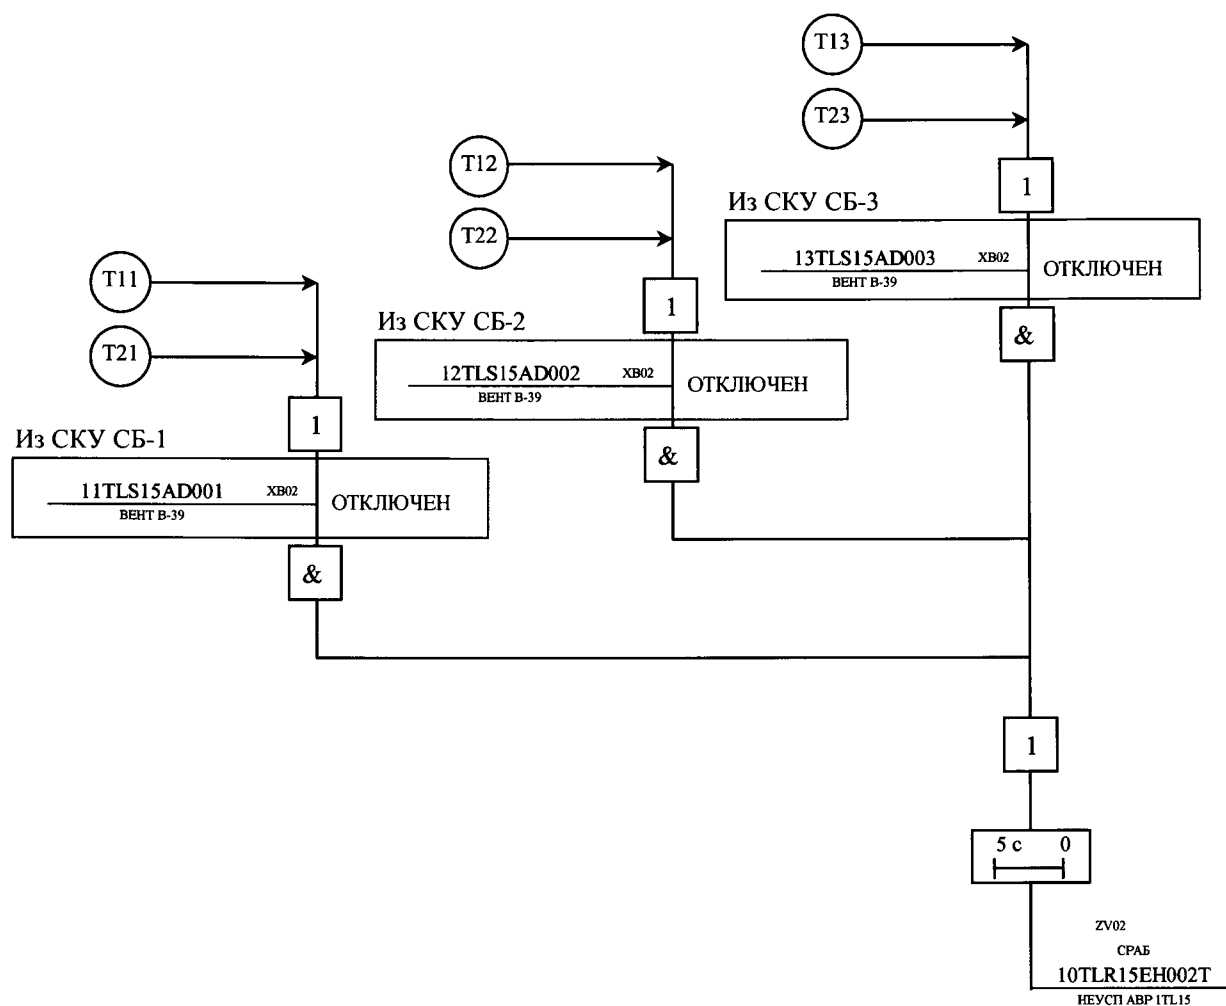 T13
T23
1
Из СКУ СБ-3
13TLS15AD003 XB02
ВЕНТ В-39
ОТКЛЮЧЕН
&
T12
T22
1
Из СКУ СБ-2
12TLS15AD002 XB02
ВЕНТ В-39
ОТКЛЮЧЕН
&
T11
T21
1
Из СКУ СБ-1
11TLS15AD001 XB02
ВЕНТ В-39
ОТКЛЮЧЕН
&
1
5 с 0
ZV02
СРАБ
10TLR15EH002T
НЕУСП АВР 1TL15